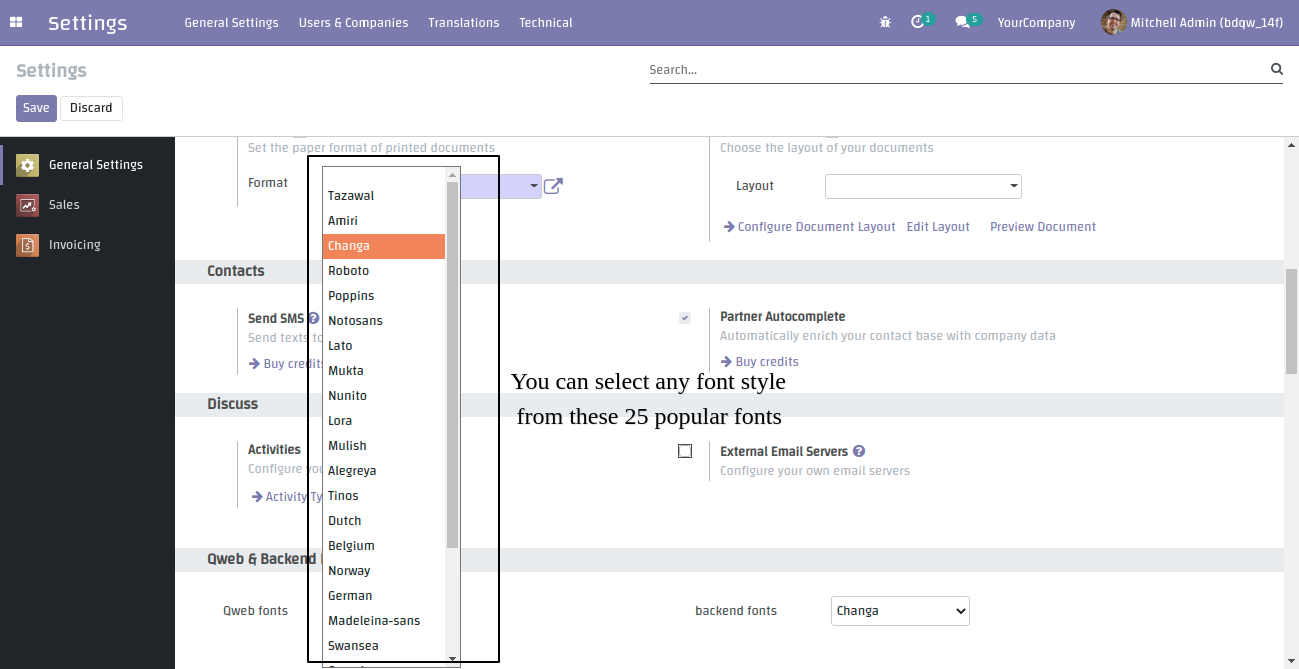 Settings General Settings Users & Companies Translations Technical 1 5 YourCompany Mitchell Admin (bdqw_14f)
Settings
Search...
Save Discard
General Settings
Sales
Invoicing
Set the paper format of printed documents
Format
Choose the layout of your documents
Layout
Configure Document Layout Edit Layout Preview Document
Tazawal
Amiri
Changa
Roboto
Poppins
Notosans
Lato
Mukta
Nunito
Lora
Mulish
Alegreya
Tinos
Dutch
Belgium
Norway
German
Madeleina-sans
Swansea
Contacts
Send SMS
Send texts to
Buy credits
Partner Autocomplete
Automatically enrich your contact base with company data
Buy credits
You can select any font style
from these 25 popular fonts
Discuss
Activities
Configure you
Activity Ty
External Email Servers
Configure your own email servers
Qweb & Backend
Qweb fonts
backend fonts Changa